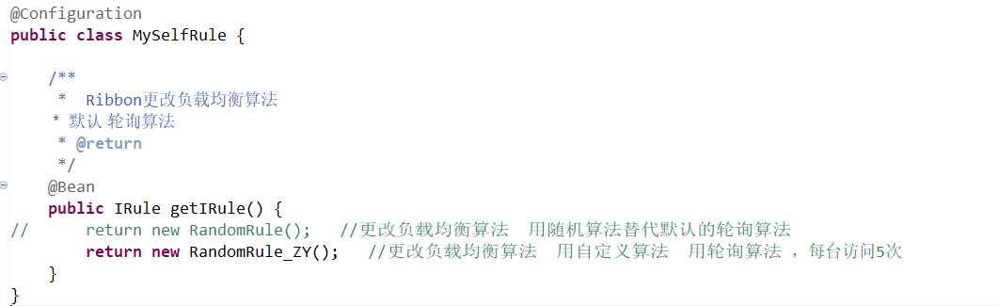 @Configuration
public class MySelfRule {
/**
* Ribbon更改负载均衡算法
* 默认 轮询算法
* @return
*/
@Bean
public IRule getIRule() {
// return new RandomRule(); //更改负载均衡算法 用随机算法替代默认的轮询算法
return new RandomRule_ZY(); //更改负载均衡算法 用自定义算法 用轮询算法 ，每台访问5次
}
}